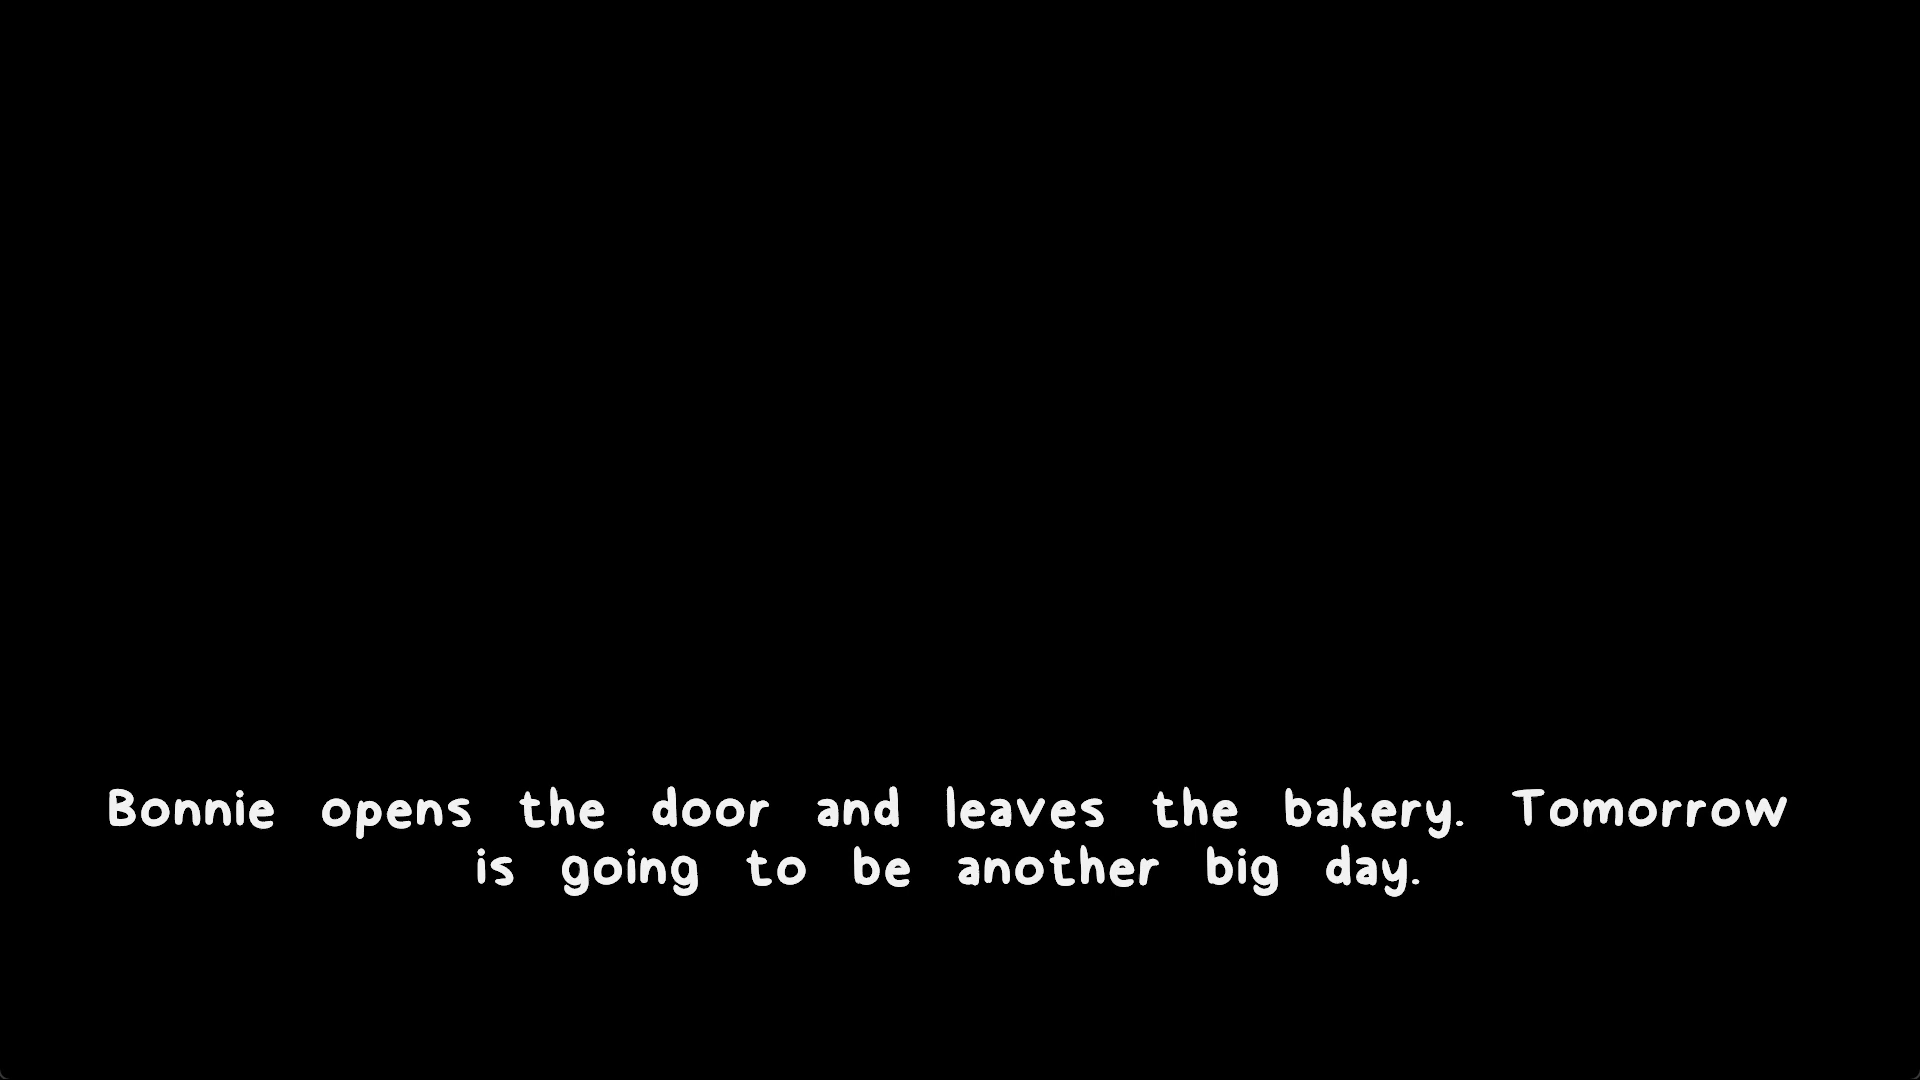 Bonnie opens the door and leaves the bakery. Tomorrow
is going to be another big day.